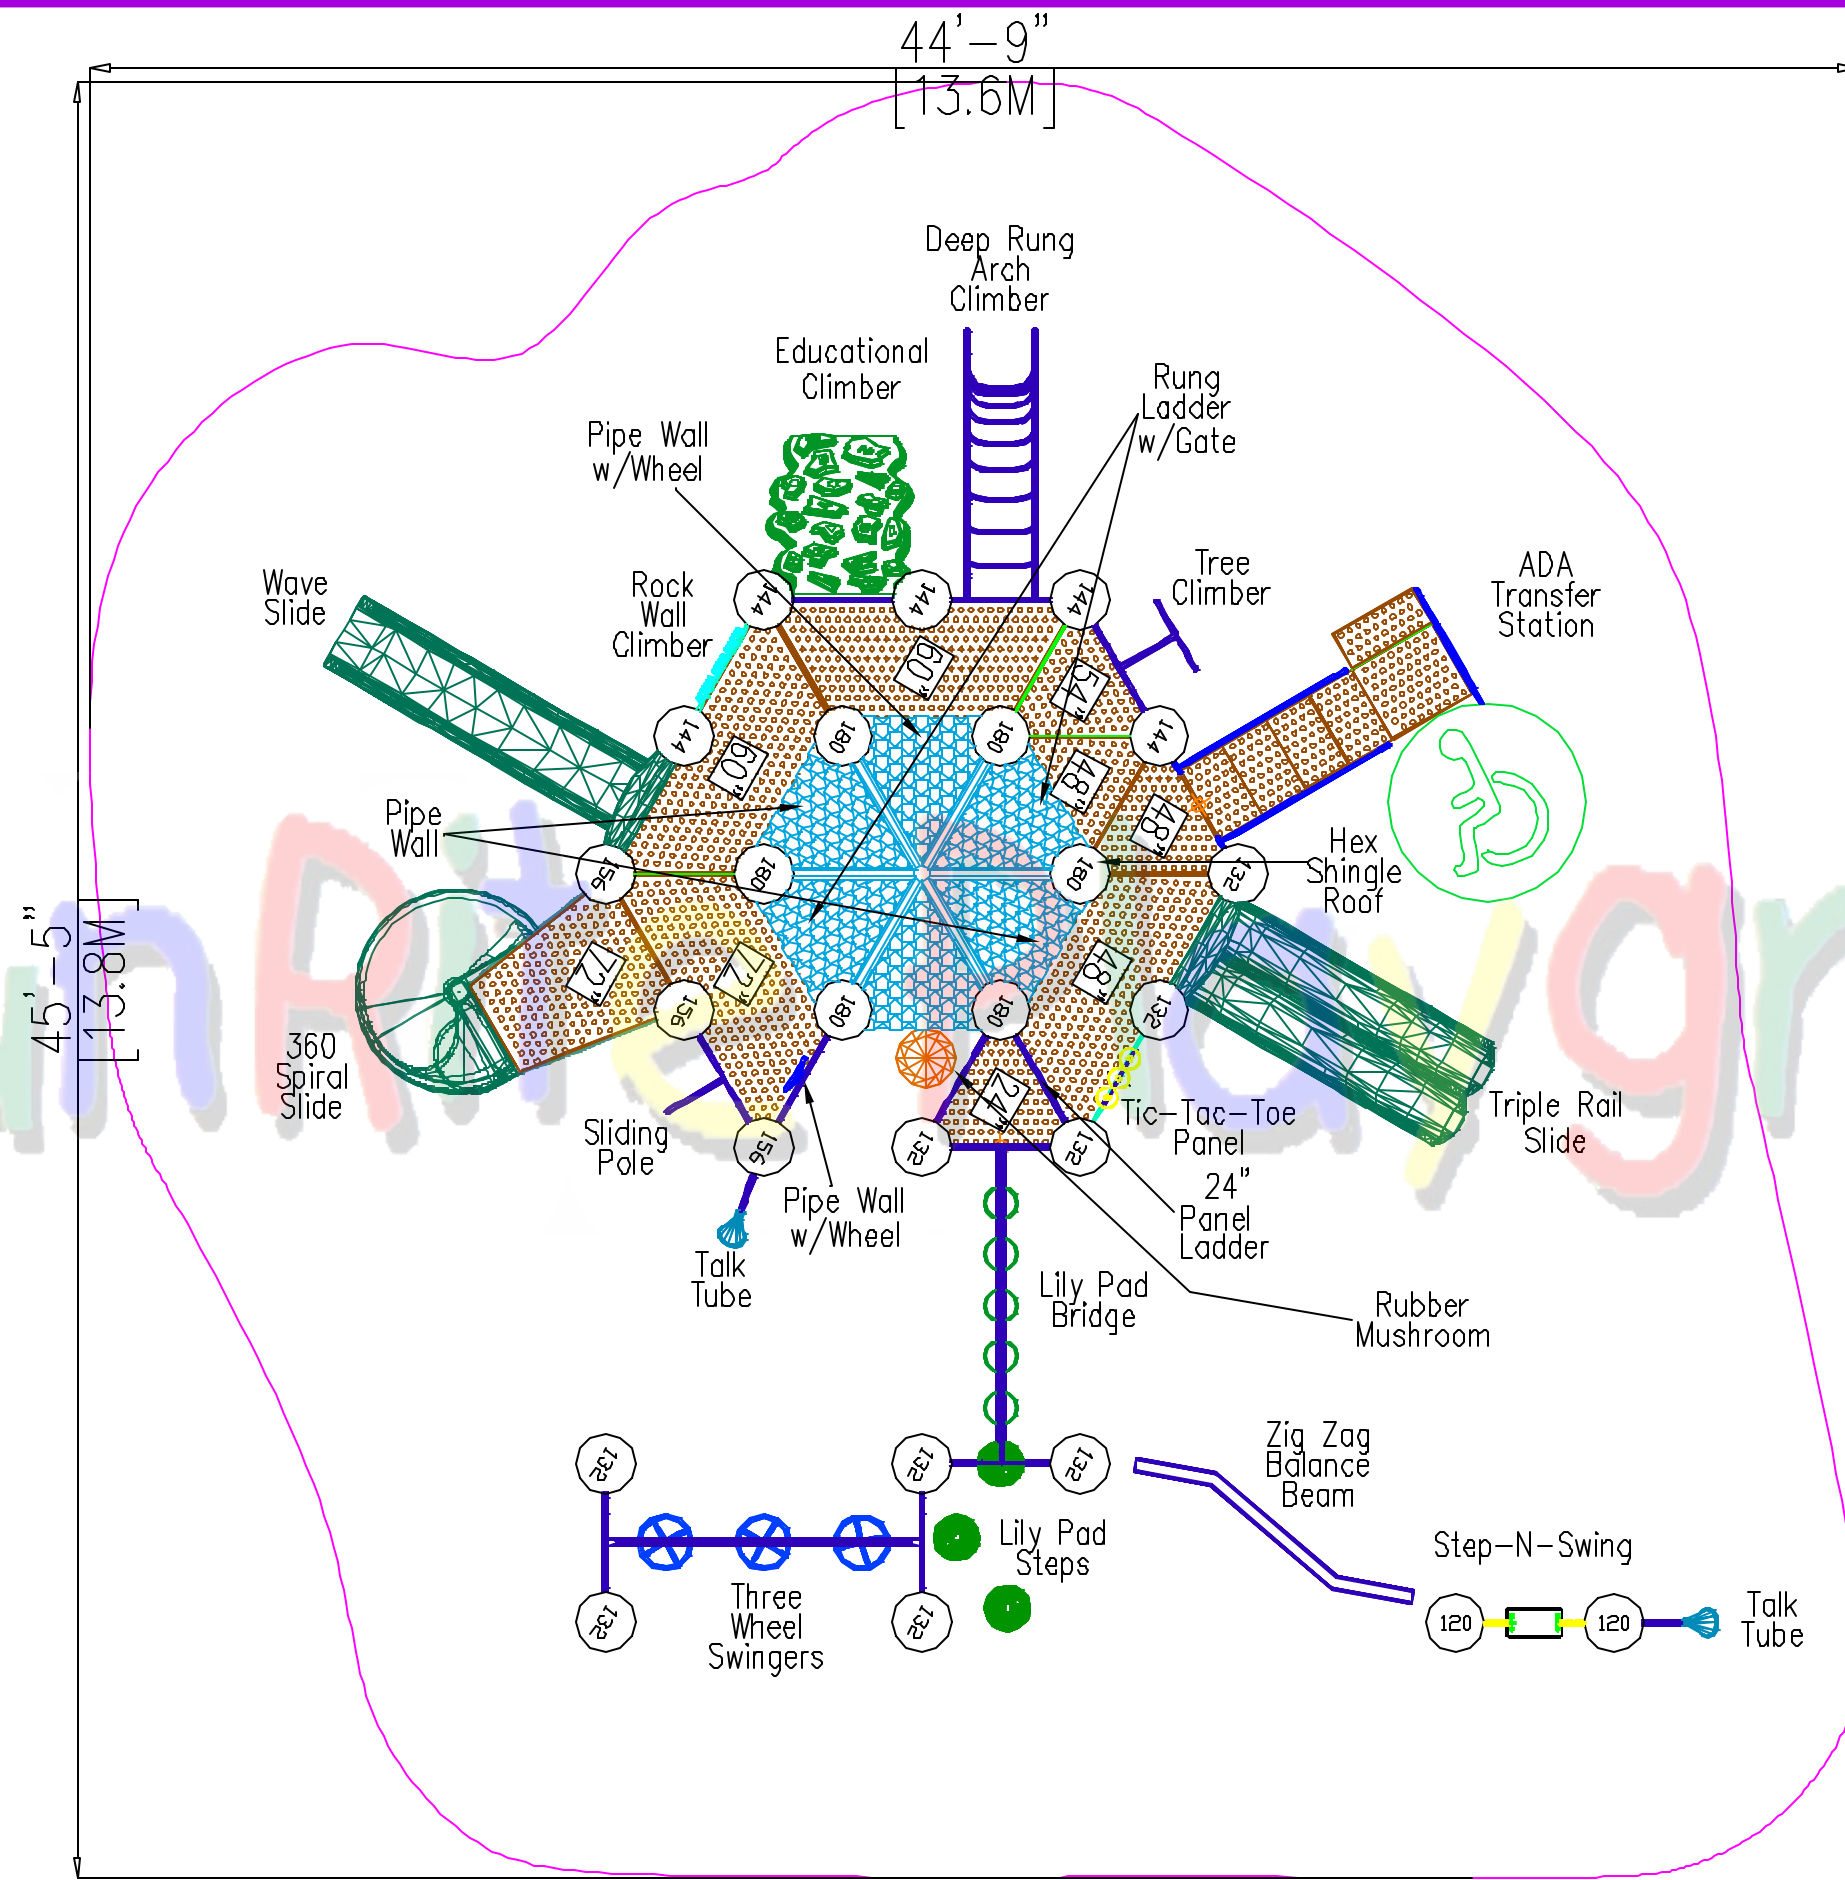 44'-9"
[13.6M]
45'-5"
[13.8M]
Deep Rung
Arch
Climber
Educational
Climber
Rung
Ladder
w/Gate
Pipe Wall
w/Wheel
Tree
Climber
ADA
Transfer
Station
Wave
Slide
Rock
Wall
Climber
144
144
144
60"
54"
144
180
180
144
60"
48"
48"
Pipe
Wall
Hex
Shingle
Roof
156
180
180
132
72"
72"
48"
156
180
180
132
360
Spiral
Slide
24"
Tic-Tac-Toe
Panel
Triple Rail
Slide
Sliding
Pole
156
132
132
Pipe Wall
w/Wheel
24"
Panel
Ladder
Talk
Tube
Lily Pad
Bridge
Rubber
Mushroom
132
132
132
Zig Zag
Balance
Beam
Lily Pad
Steps
Step-N-Swing
Three
Wheel
Swingers
132
132
120
120
Talk
Tube